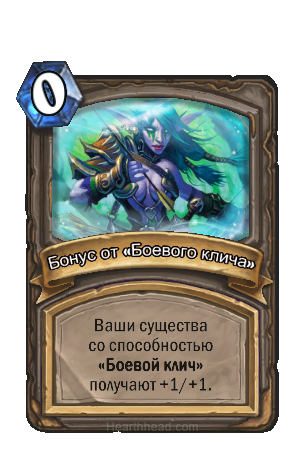 0
Бонус от «Боевого клича»
Ваши существа
со способностью
«Боевой клич»
получают +1/+1.
Hearthhead.com